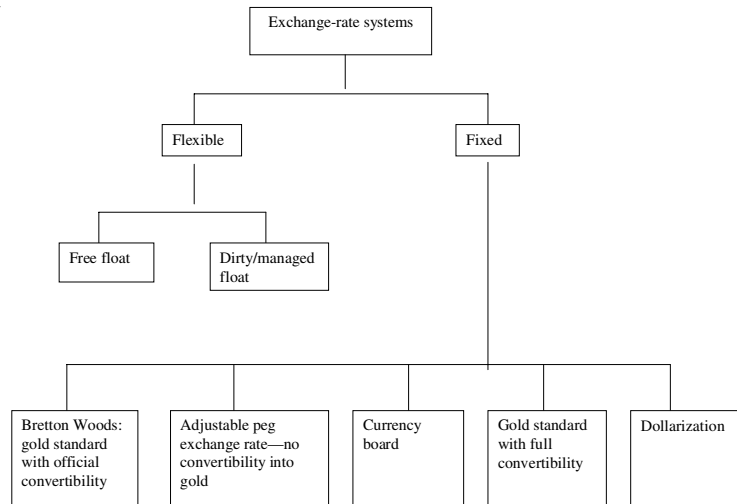 Exchange-rate systems
Flexible
Fixed
Free float
Dirty/managed
float
Bretton Woods:
gold standard
with official
convertibility
Adjustable peg
exchange rate—no
convertibility into
gold
Currency
board
Gold standard
with full
convertibility
Dollarization